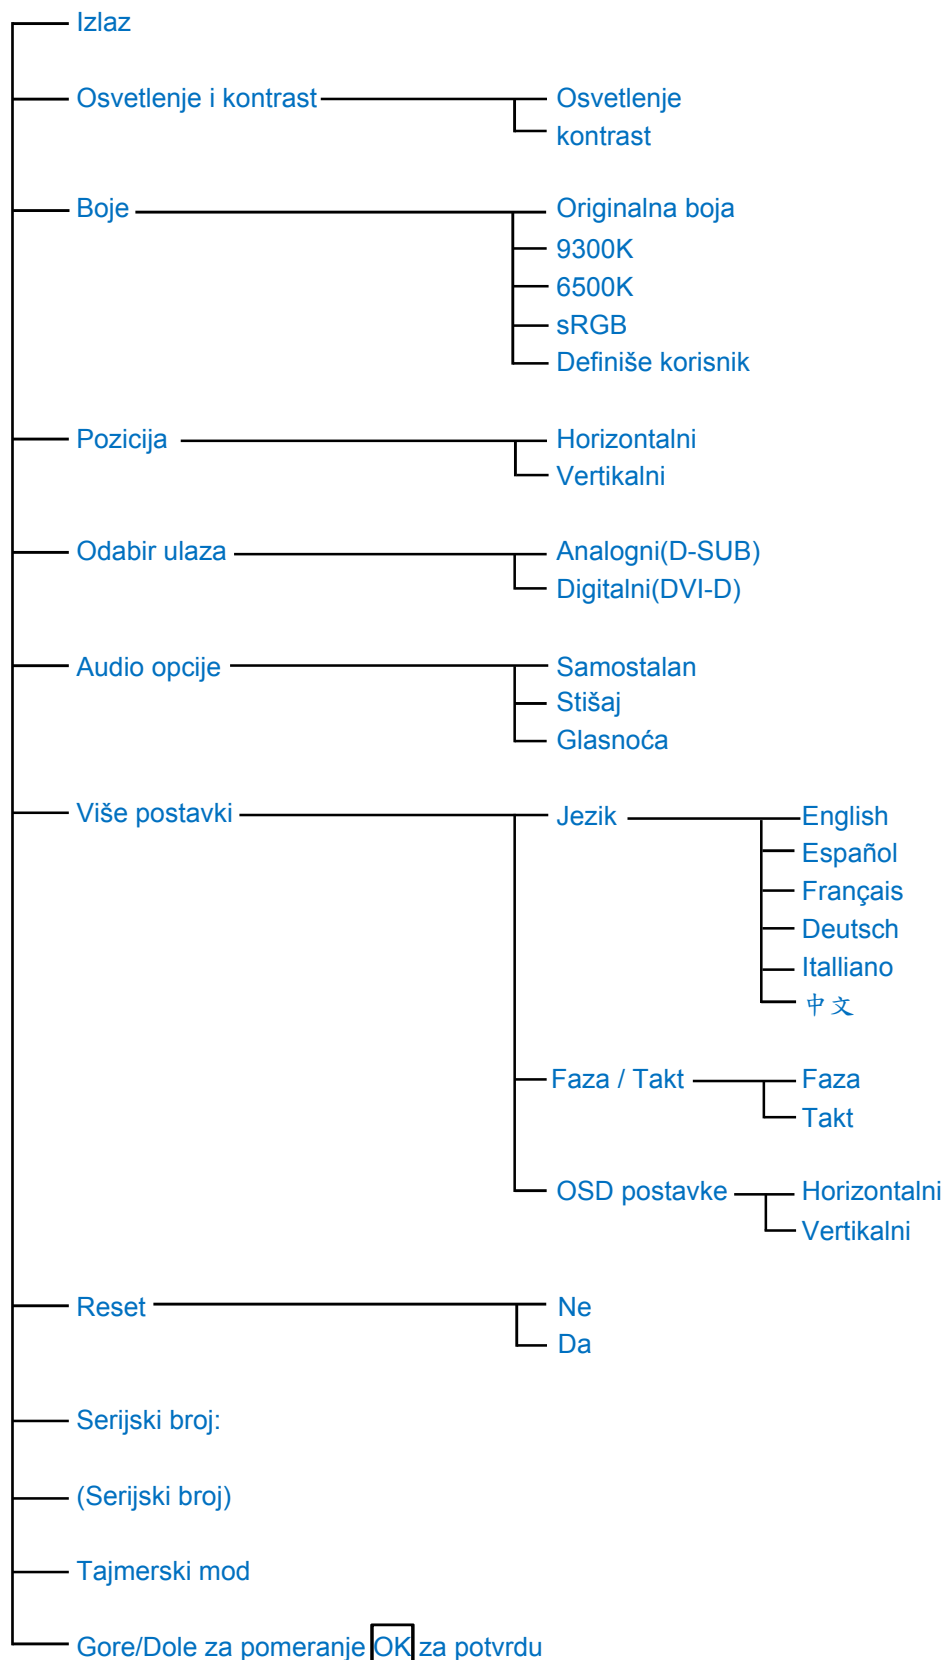 Izlaz
Osvetlenje i kontrast
Osvetlenje
kontrast
Boje
Originalna boja
9300K
6500K
sRGB
Definiše korisnik
Pozicija
Horizontalni
Vertikalni
Odabir ulaza
Analogni(D-SUB)
Digitalni(DVI-D)
Audio opcije
Samostalan
Stišaj
Glasnoća
Više postavki
Jezik
English
Español
Français
Deutsch
Italliano
中文
Faza / Takt
Faza
Takt
OSD postavke
Horizontalni
Vertikalni
Reset
Ne
Da
Serijski broj:
(Serijski broj)
Tajmerski mod
Gore/Dole za pomeranje OK za potvrdu